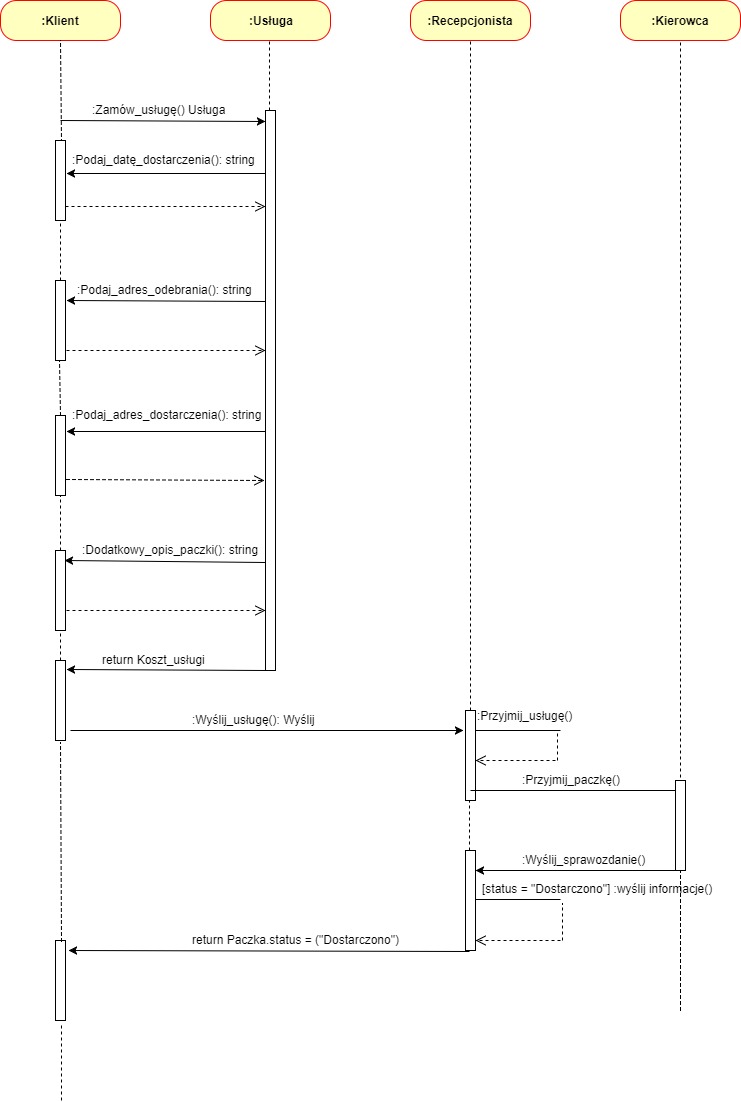 :Klient
:Usługa
:Recepcjonista
:Kierowca
:Zamów_usługę() Usługa
:Podaj_datę_dostarczenia(): string
:Podaj_adres_odebrania(): string
:Podaj_adres_dostarczenia(): string
:Dodatkowy_opis_paczki(): string
return Koszt_usługi
:Wyślij_usługę(): Wyślij
:Przyjmij_usługę()
:Przyjmij_paczkę()
:Wyślij_sprawozdanie()
[status = "Dostarczono"] :wyślij informacje()
return Paczka.status = ("Dostarczono")